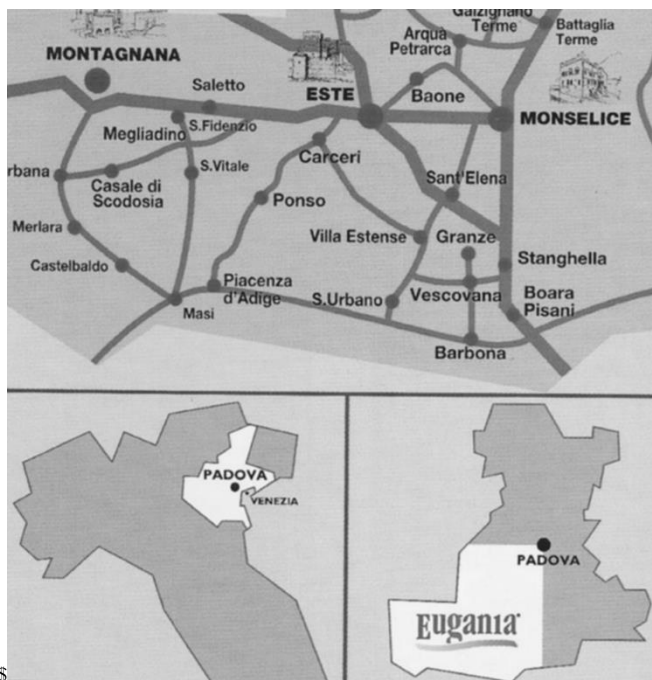 Galzignano
Terme
Battaglia
Terme
Arquà
Petrarca
MONTAGNANA
Saletto
ESTE
Baone
MONSELICE
Megliadino
S.Fidenzio
Carceri
S.Vitale
Casale di
Scodosia
Sant'Elena
Ponso
Merlara
Villa Estense
Granze
Castelbaldo
Stanghella
Piacenza
d'Adige
S.Urbano
Vescovana
Boara
Pisani
Masi
Barbona
PADOVA
VENEZIA
PADOVA
Eugania
$